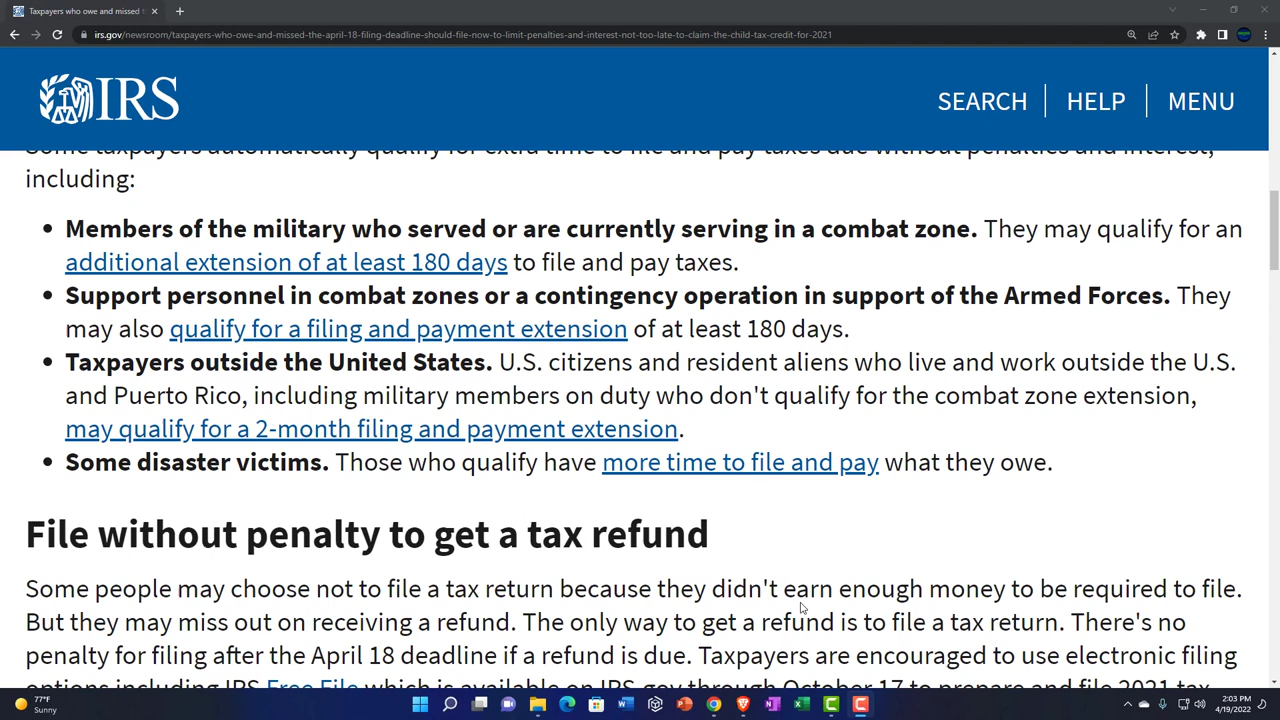 Taxpayers who owe and missed t
irs.gov/newsroom/taxpayers-who-owe-and-missed-the-april-18-filing-deadline-should-file-now-to-limit-penalties-and-interest-not-too-late-to-claim-the-child-tax-credit-for-2021
IRS
SEARCH
HELP
MENU
Some taxpayers automatically qualify for extra time to file and pay taxes due without penalties and interest,
including:
• Members of the military who served or are currently serving in a combat zone. They may qualify for an
additional extension of at least 180 days to file and pay taxes.
• Support personnel in combat zones or a contingency operation in support of the Armed Forces. They
may also qualify for a filing and payment extension of at least 180 days.
• Taxpayers outside the United States. U.S. citizens and resident aliens who live and work outside the U.S.
and Puerto Rico, including military members on duty who don't qualify for the combat zone extension,
may qualify for a 2-month filing and payment extension.
• Some disaster victims. Those who qualify have more time to file and pay what they owe.
File without penalty to get a tax refund
Some people may choose not to file a tax return because they didn't earn enough money to be required to file.
But they may miss out on receiving a refund. The only way to get a refund is to file a tax return. There's no
penalty for filing after the April 18 deadline if a refund is due. Taxpayers are encouraged to use electronic filing
options including IRS Free File which is available on IRS.gov through October 17 to prepare and file 2021 tax
77°F
Sunny
2:03 PM
4/19/2022